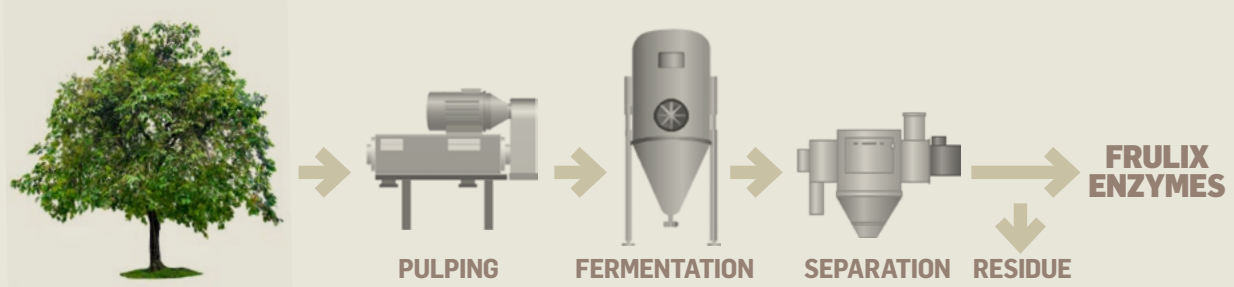 FRULIX
ENZYMES
PULPING
FERMENTATION
SEPARATION
RESIDUE